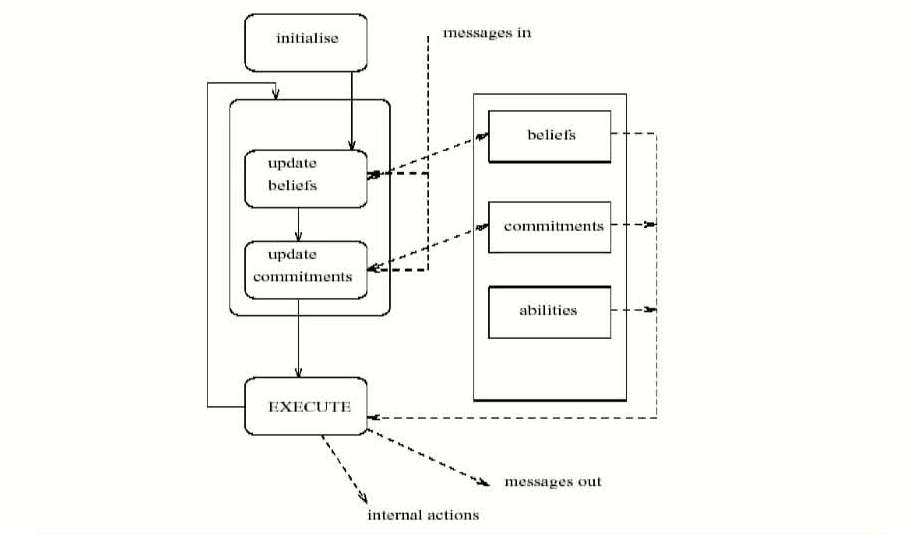 initialise
messages in
update
beliefs
beliefs
update
commitments
commitments
abilities
EXECUTE
messages out
internal actions